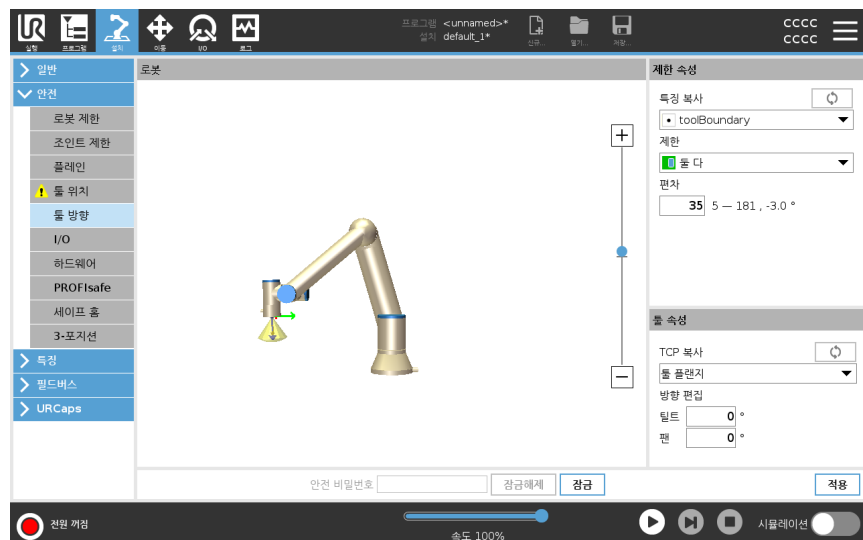 UR
실행
프로그램
설치
이동
I/O
로그
프로그램 <unnamed>*
설치 default_1*
신규...
열기...
저장...
cccc
cccc
일반
안전
로봇 제한
조인트 제한
플레인
툴 위치
툴 방향
I/O
하드웨어
PROFIsafe
세이프 홈
3-포지션
특징
필드버스
URCaps
로봇
제한 속성
특징 복사
toolBoundary
제한
툴 다
편차
35 5 — 181 , -3.0 °
툴 속성
TCP 복사
툴 플랜지
방향 편집
틸트 0 °
팬 0 °
안전 비밀번호
잠금해제
잠금
적용
전원 꺼짐
속도 100%
시뮬레이션